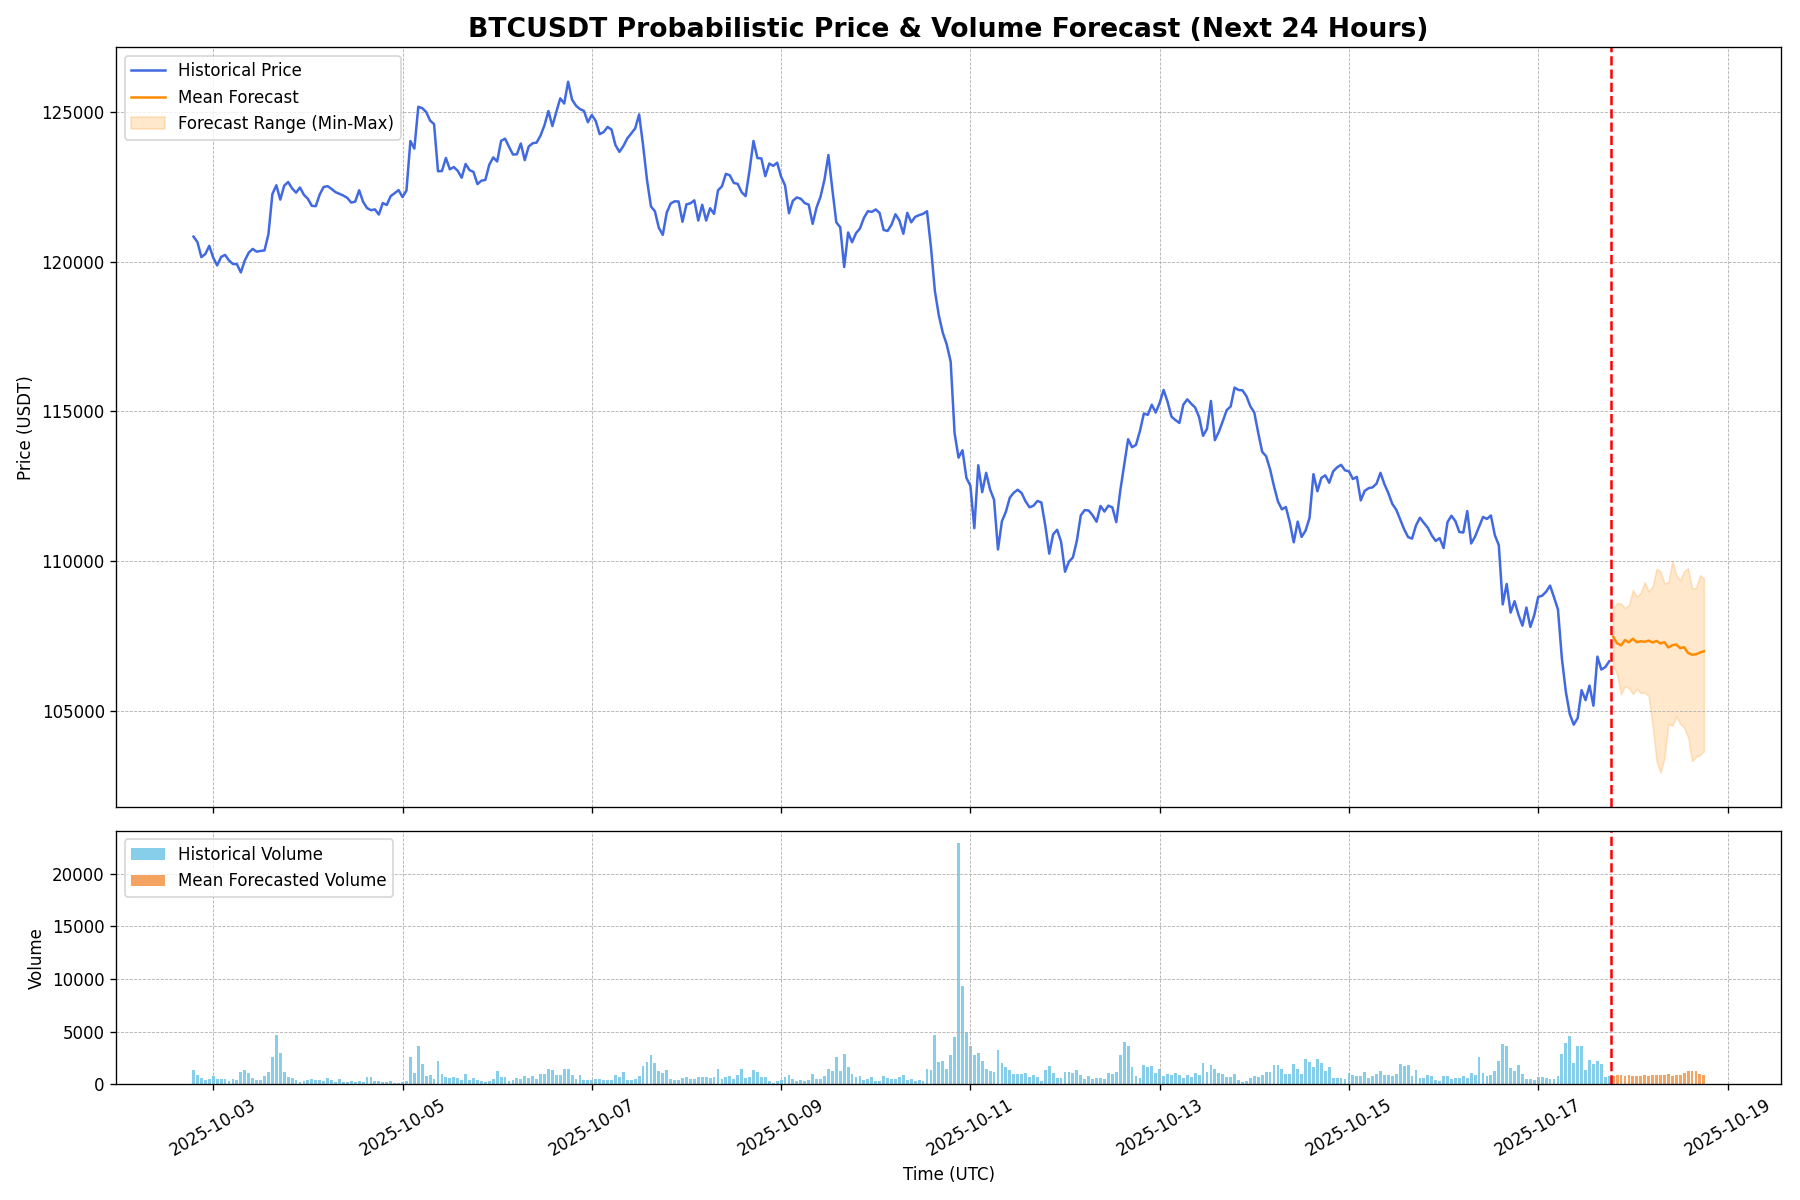 BTCUSDT Probabilistic Price & Volume Forecast (Next 24 Hours)
Historical Price
Mean Forecast
Forecast Range (Min-Max)
125000
120000
115000
110000
105000
Price (USDT)
Historical Volume
Mean Forecasted Volume
20000
15000
10000
5000
0
Volume
2025-10-03
2025-10-05
2025-10-07
2025-10-09
2025-10-11
2025-10-13
2025-10-15
2025-10-17
2025-10-19
Time (UTC)